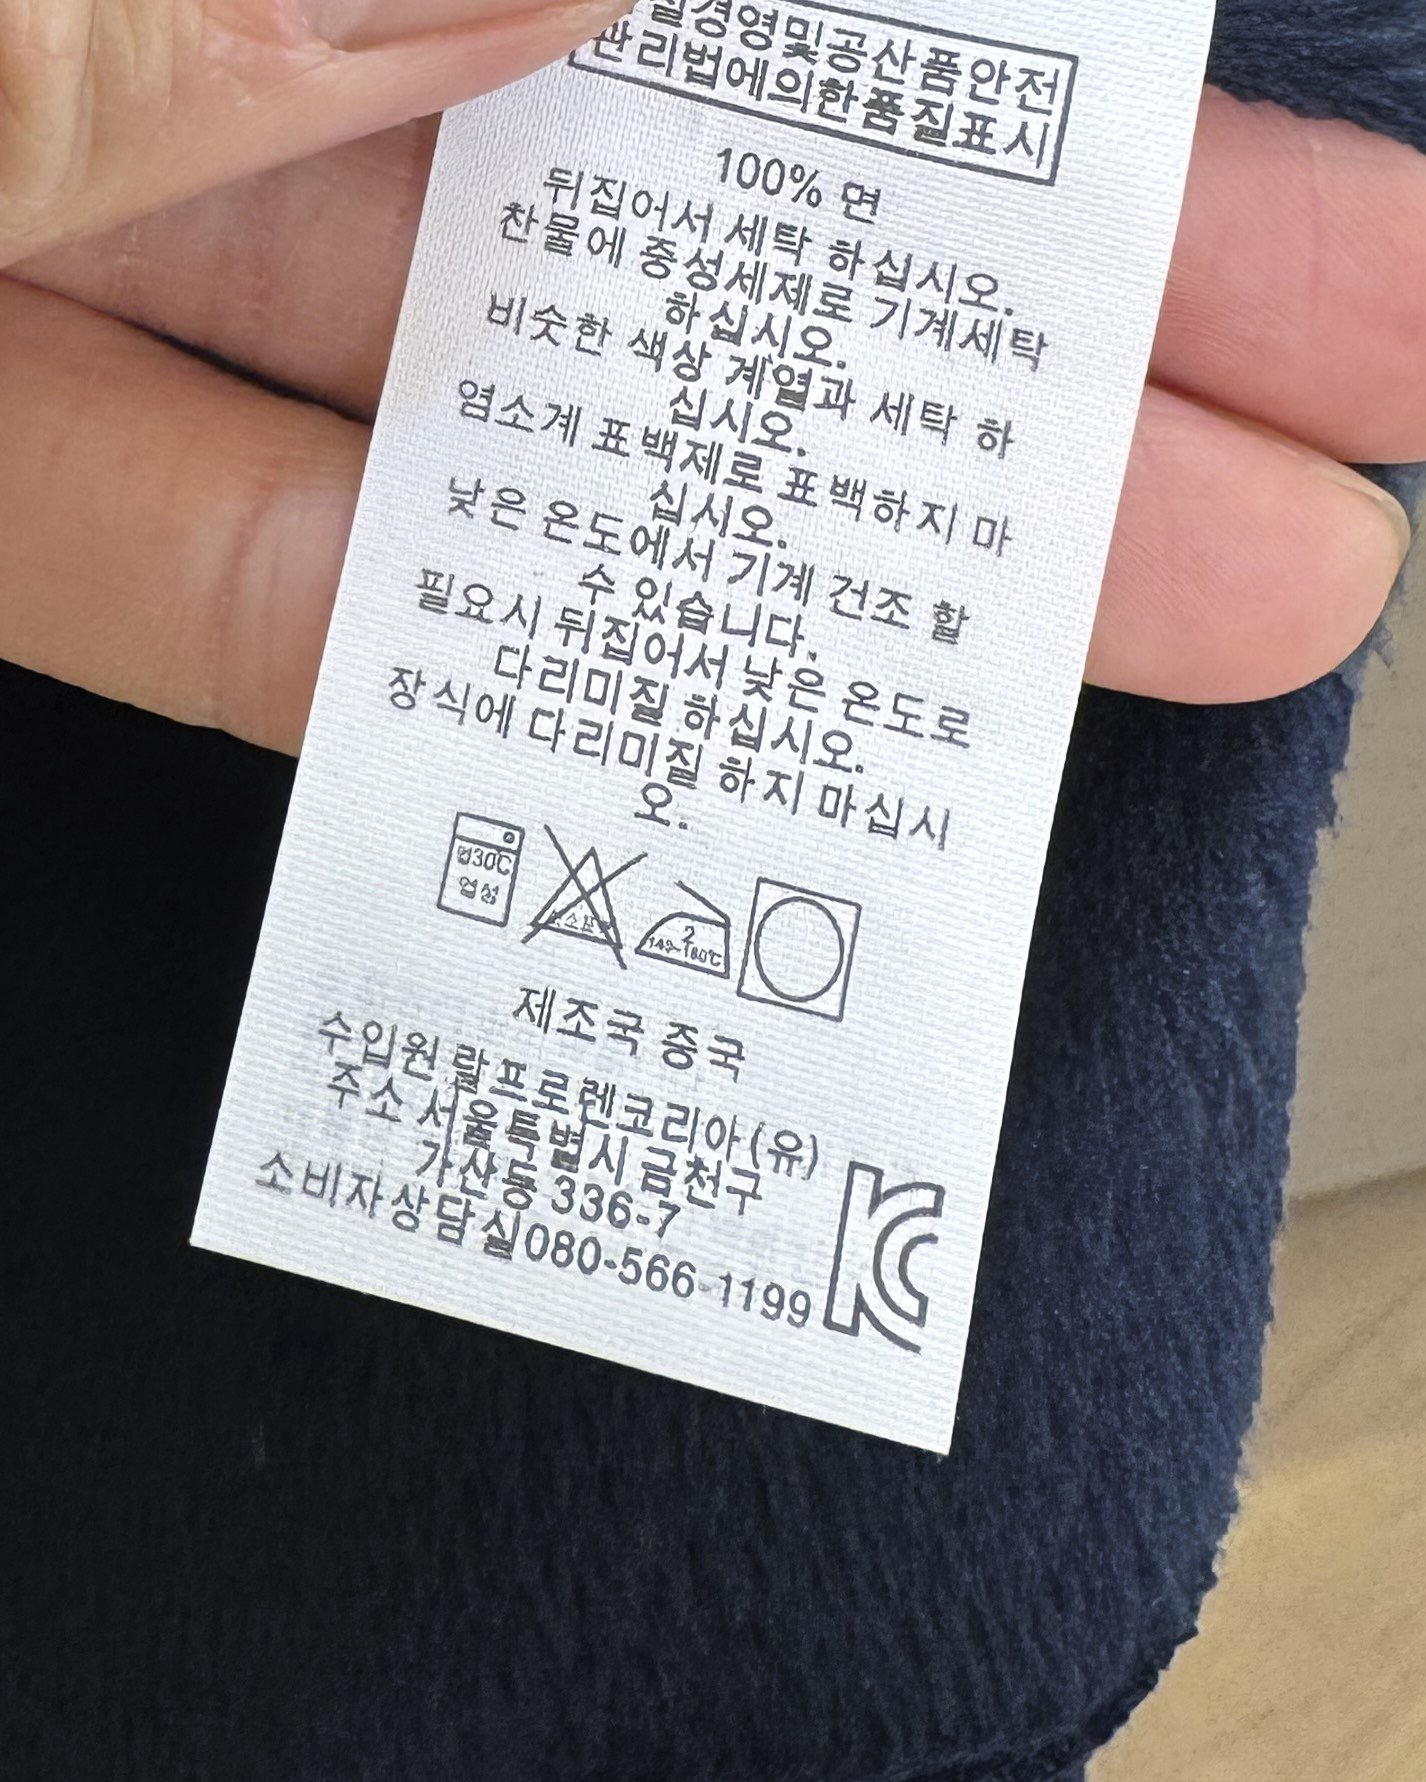 경영및공산품안전
관리법에의한품질표시
100% 면
뒤집어서 세탁 하십시오.
찬물에 중성세제로 기계세탁
하십시오.
비슷한 색상 계열과 세탁 하
십시오.
염소계 표백제로 표백하지 마
십시오.
낮은 온도에서 기계 건조 할
수 있습니다.
필요시 뒤집어서 낮은 온도로
다리미질 하십시오.
장식에 다리미질 하지 마십시
오.
2
제조국 중국
수입원 랄프로렌코리아(유)
주소 서울특별시 금천구
가산동 336-7
소비자상담실080-566-1199
KC